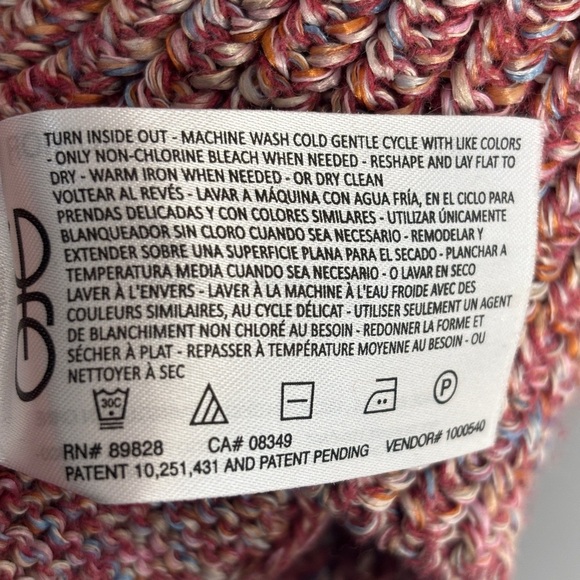 TURN INSIDE OUT - MACHINE WASH COLD GENTLE CYCLE WITH LIKE COLORS
- ONLY NON-CHLORINE BLEACH WHEN NEEDED - RESHAPE AND LAY FLAT TO
DRY - WARM IRON WHEN NEEDED - OR DRY CLEAN
VOLTEAR AL REVÉS - LAVAR A MÁQUINA CON AGUA FRÍA, EN EL CICLO PARA
PRENDAS DELICADAS Y CON COLORES SIMILARES - UTILIZAR ÚNICAMENTE
BLANQUEADOR SIN CLORO CUANDO SEA NECESARIO - REMODELAR Y
EXTENDER SOBRE UNA SUPERFICIE PLANA PARA EL SECADO - PLANCHAR A
TEMPERATURA MEDIA CUANDO SEA NECESARIO - O LAVAR EN SECO
LAVER À L'ENVERS - LAVER À LA MACHINE À L'EAU FROIDE AVEC DES
COULEURS SIMILAIRES, AU CYCLE DÉLICAT - UTILISER SEULEMENT UN AGENT
DE BLANCHIMENT NON CHLORÉ AU BESOIN - REDONNER LA FORME ET
SÉCHER À PLAT - REPASSER À TEMPÉRATURE MOYENNE AU BESOIN - OU
NETTOYER À SEC
30C P
RN# 89828 CA# 08349 VENDOR# 1000540
PATENT 10,251,431 AND PATENT PENDING